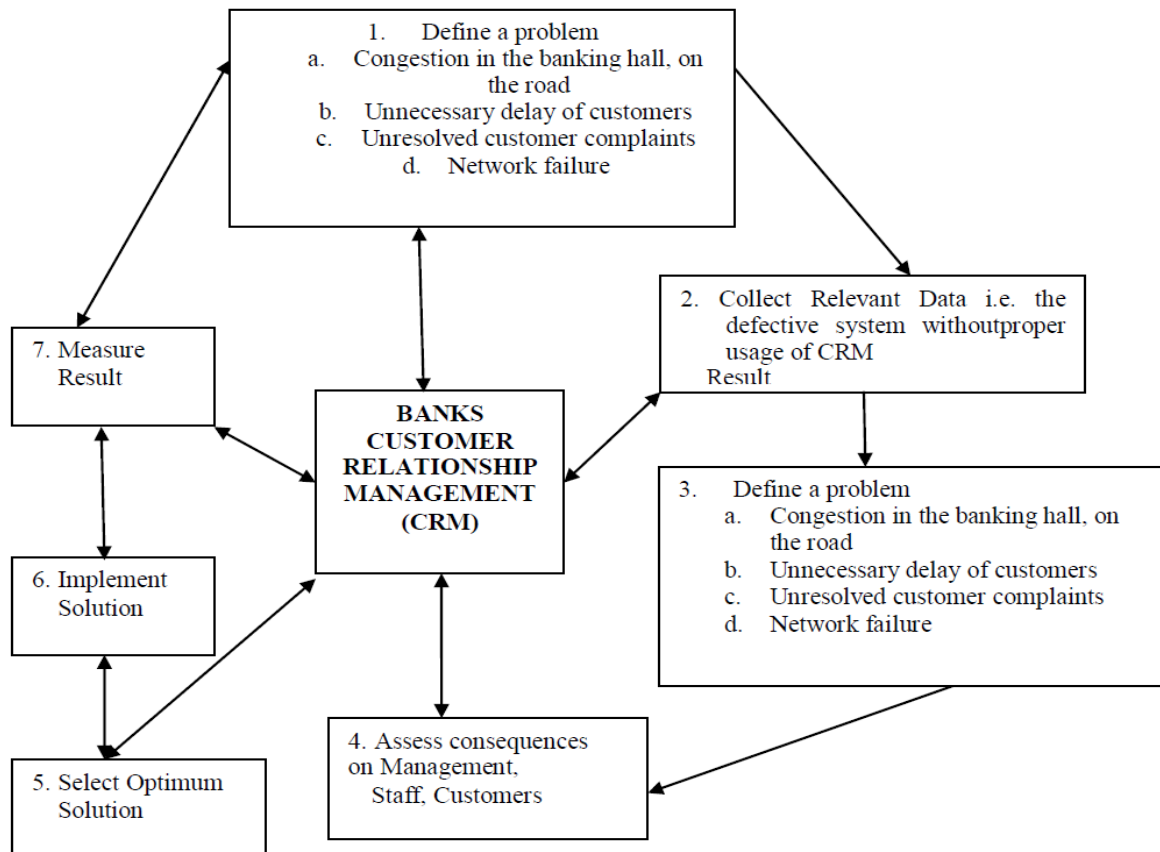 1. Define a problem
a. Congestion in the banking hall, on
the road
b. Unnecessary delay of customers
c. Unresolved customer complaints
d. Network failure
2. Collect Relevant Data i.e. the
defective system withoutproper
usage of CRM
Result
7. Measure
Result
BANKS
CUSTOMER
RELATIONSHIP
MANAGEMENT
(CRM)
3. Define a problem
a. Congestion in the banking hall, on
the road
b. Unnecessary delay of customers
c. Unresolved customer complaints
d. Network failure
6. Implement
Solution
4. Assess consequences
on Management,
Staff, Customers
5. Select Optimum
Solution